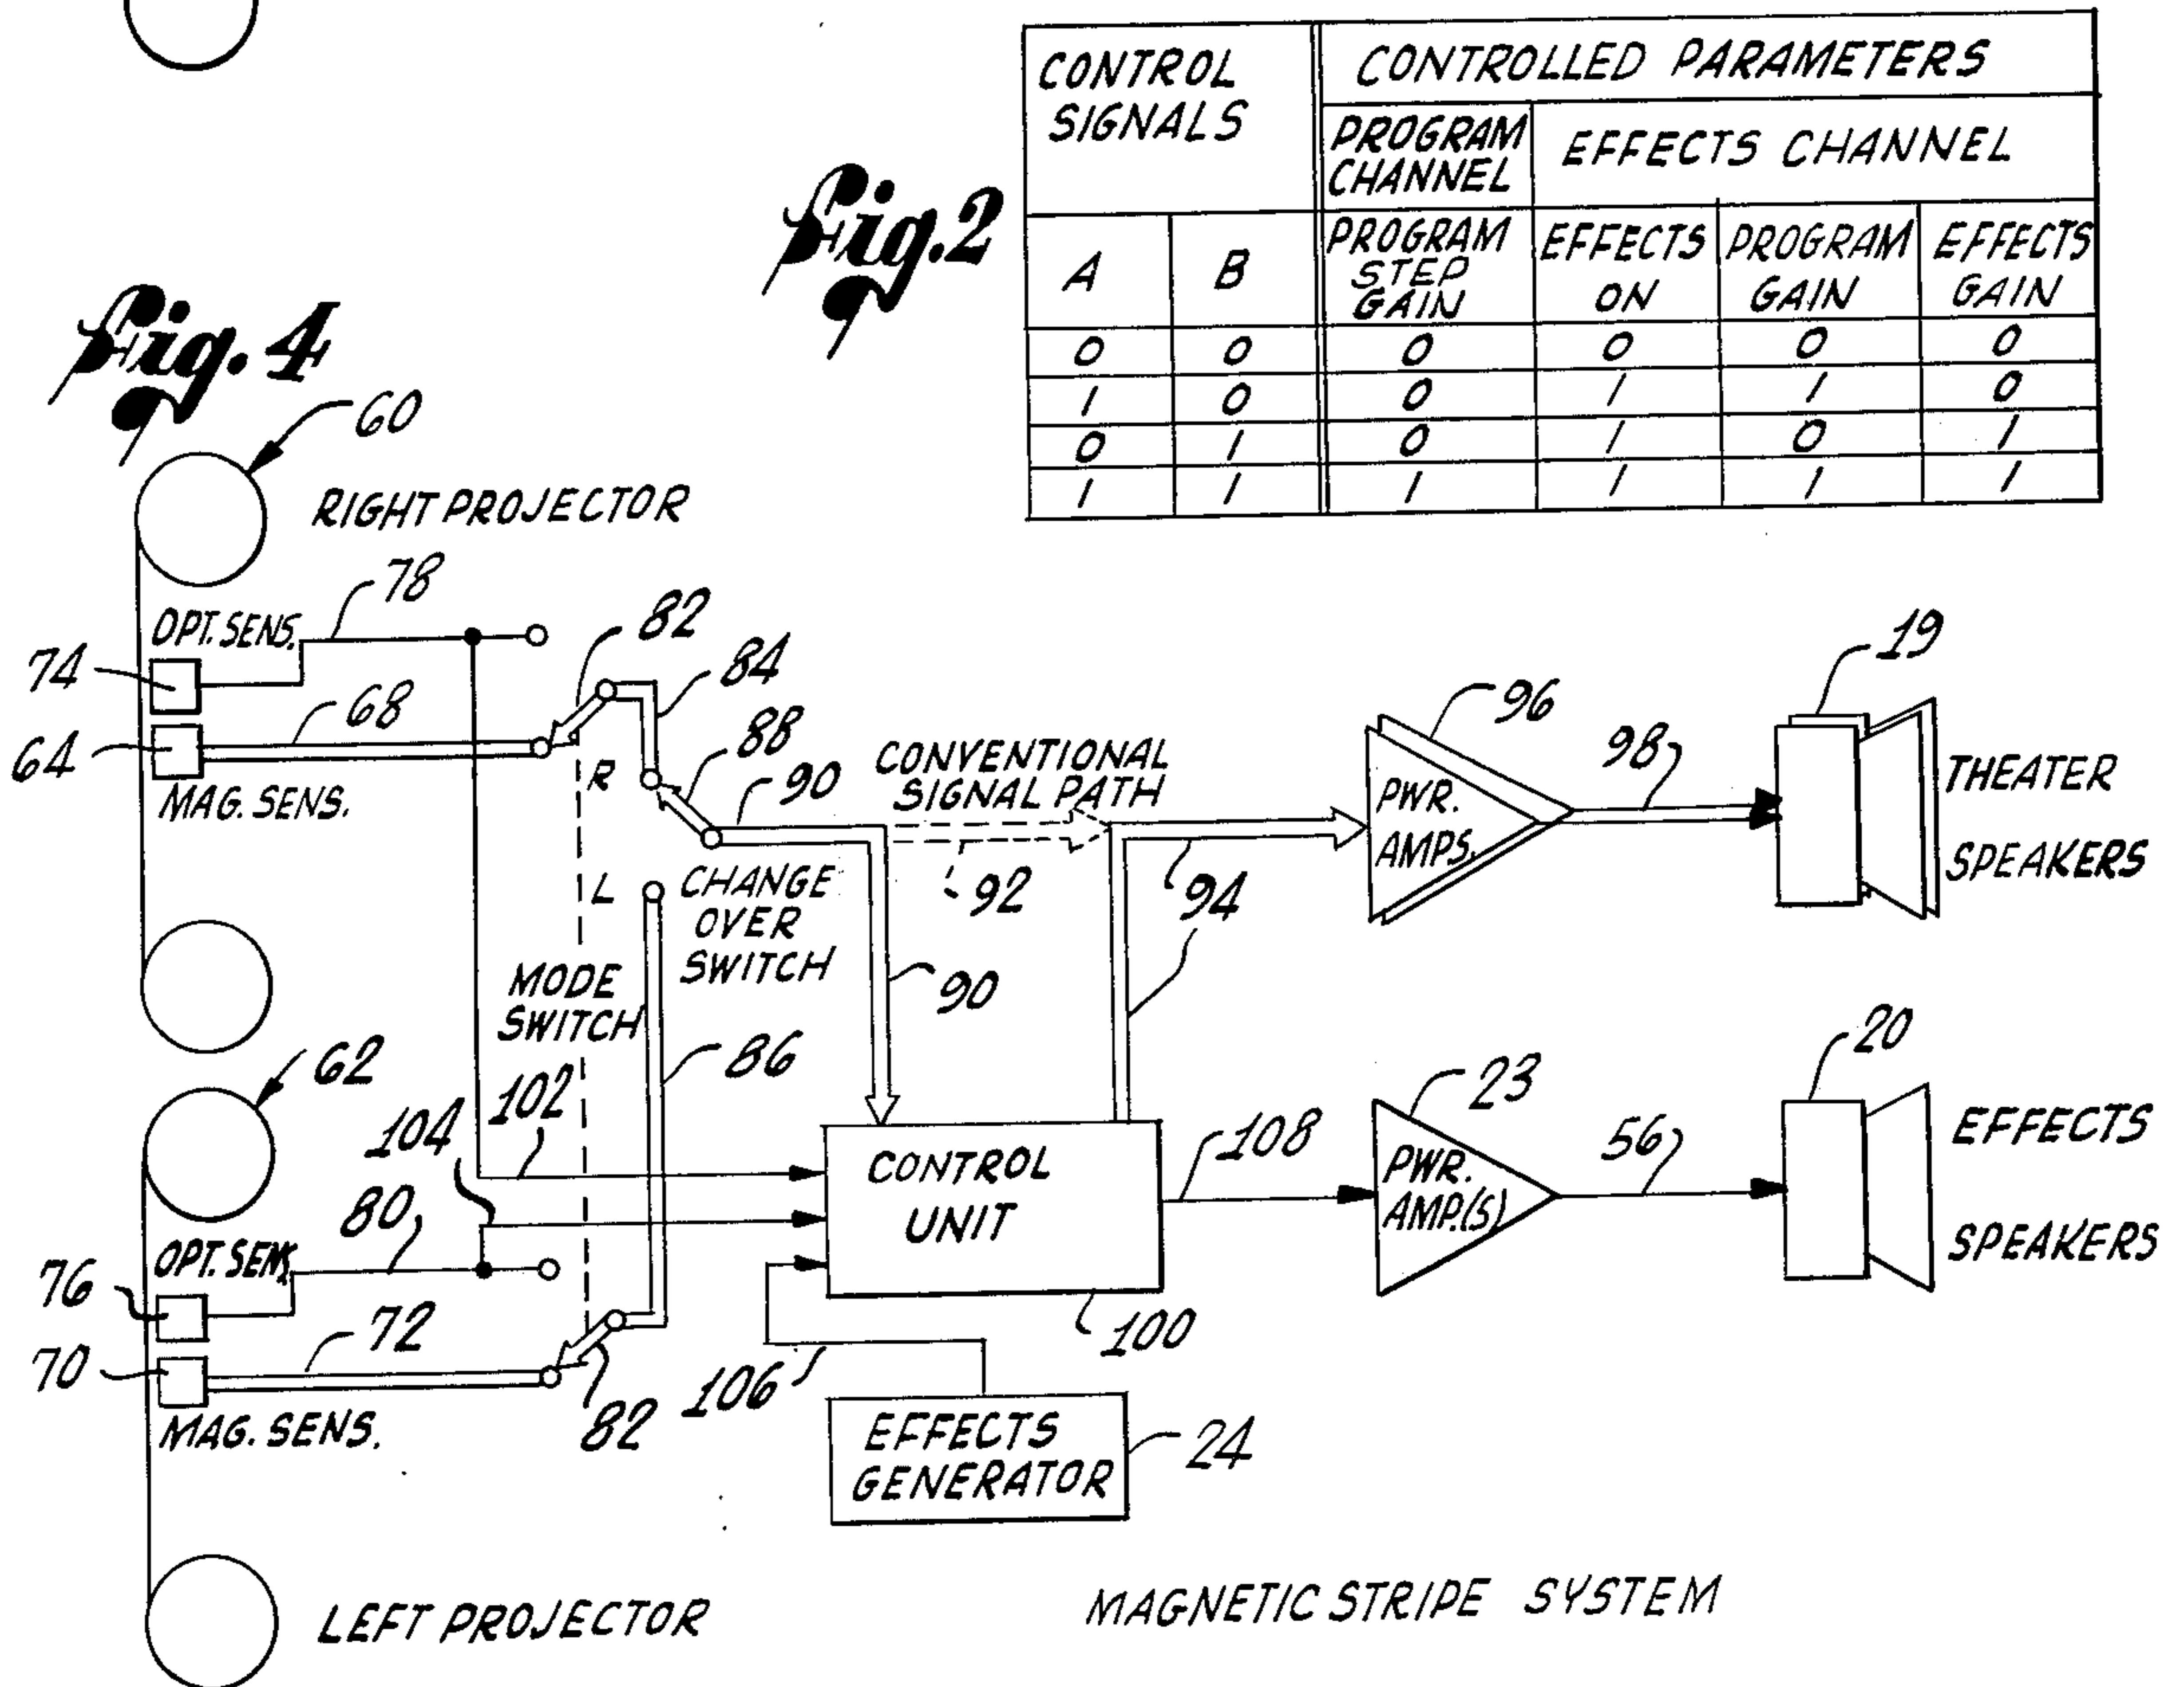 Fig.2
CONTROL
SIGNALS
CONTROLLED PARAMETERS
PROGRAM
CHANNEL
EFFECTS CHANNEL
A
B
PROGRAM
STEP
GAIN
EFFECTS
ON
PROGRAM
GAIN
EFFECTS
GAIN
0 0 0 0 0 0
1 0 0 1 1 0
0 1 0 1 0 1
1 1 1 1 1 1
Fig. 4
60
RIGHT PROJECTOR
78
OPT. SENS.
74
68
64
MAG. SENS.
82
84
88
R
90
CONVENTIONAL
SIGNAL PATH
92
94
L
CHANGE
OVER
SWITCH
90
MODE
SWITCH
86
96
PWR.
AMPS.
98
19
THEATER
SPEAKERS
62
102
104
80
OPT. SENS.
76
72
70
MAG. SENS.
82
CONTROL
UNIT
100
108
106
EFFECTS
GENERATOR
24
23
PWR.
AMP.(S)
56
20
EFFECTS
SPEAKERS
LEFT PROJECTOR
MAGNETIC STRIPE SYSTEM